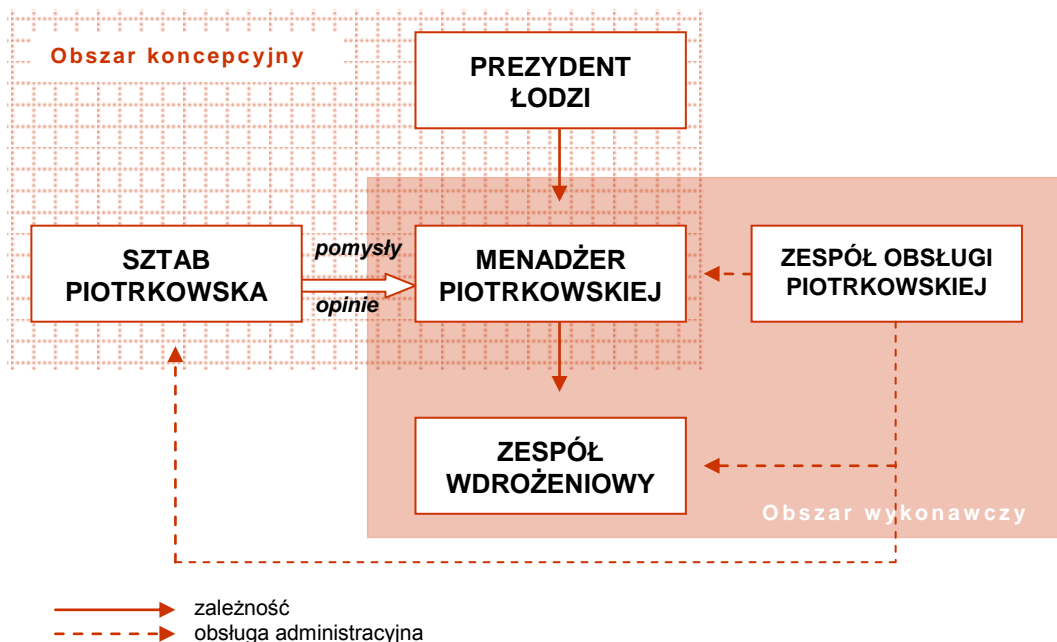 Obszar koncepcyjny
PREZYDENT
ŁODZI
SZTAB
PIOTRKOWSKA
pomysły
opinie
MENADŻER
PIOTRKOWSKIEJ
ZESPÓŁ OBSŁUGI
PIOTRKOWSKIEJ
ZESPÓŁ
WDROŻENIOWY
Obszar wykonawczy
zależność
obsługa administracyjna